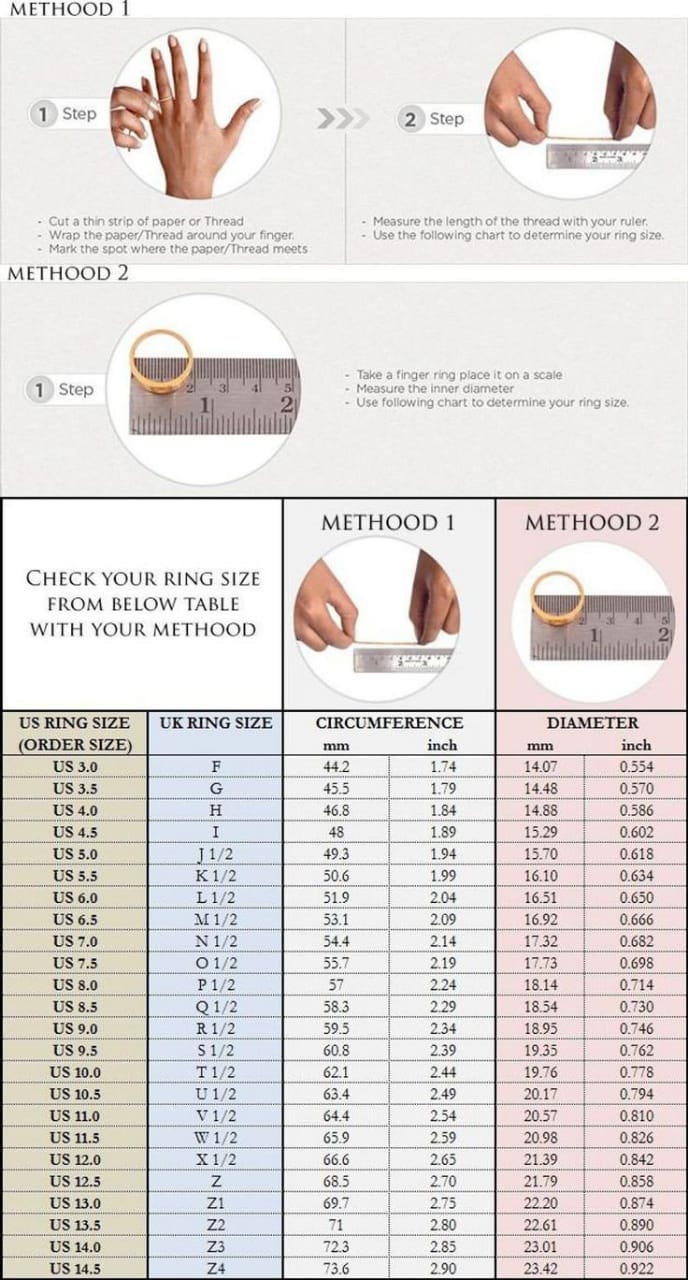 METHOOD 1
1 Step
2 Step
- Cut a thin strip of paper or Thread
- Wrap the paper/Thread around your finger.
- Mark the spot where the paper/Thread meets
- Measure the length of the thread with your ruler.
- Use the following chart to determine your ring size.
METHOOD 2
1 Step
- Take a finger ring place it on a scale
- Measure the inner diameter
- Use following chart to determine your ring size.
CHECK YOUR RING SIZE
FROM BELOW TABLE
WITH YOUR METHOOD
METHOOD 1
METHOOD 2
US RING SIZE
(ORDER SIZE)
UK RING SIZE
CIRCUMFERENCE
mm inch
DIAMETER
mm inch
US 3.0 F 44.2 1.74 14.07 0.554
US 3.5 G 45.5 1.79 14.48 0.570
US 4.0 H 46.8 1.84 14.88 0.586
US 4.5 I 48 1.89 15.29 0.602
US 5.0 J 1/2 49.3 1.94 15.70 0.618
US 5.5 K 1/2 50.6 1.99 16.10 0.634
US 6.0 L 1/2 51.9 2.04 16.51 0.650
US 6.5 M 1/2 53.1 2.09 16.92 0.666
US 7.0 N 1/2 54.4 2.14 17.32 0.682
US 7.5 O 1/2 55.7 2.19 17.73 0.698
US 8.0 P 1/2 57 2.24 18.14 0.714
US 8.5 Q 1/2 58.3 2.29 18.54 0.730
US 9.0 R 1/2 59.5 2.34 18.95 0.746
US 9.5 S 1/2 60.8 2.39 19.35 0.762
US 10.0 T 1/2 62.1 2.44 19.76 0.778
US 10.5 U 1/2 63.4 2.49 20.17 0.794
US 11.0 V 1/2 64.4 2.54 20.57 0.810
US 11.5 W 1/2 65.9 2.59 20.98 0.826
US 12.0 X 1/2 66.6 2.65 21.39 0.842
US 12.5 Z 68.5 2.70 21.79 0.858
US 13.0 Z1 69.7 2.75 22.20 0.874
US 13.5 Z2 71 2.80 22.61 0.890
US 14.0 Z3 72.3 2.85 23.01 0.906
US 14.5 Z4 73.6 2.90 23.42 0.922